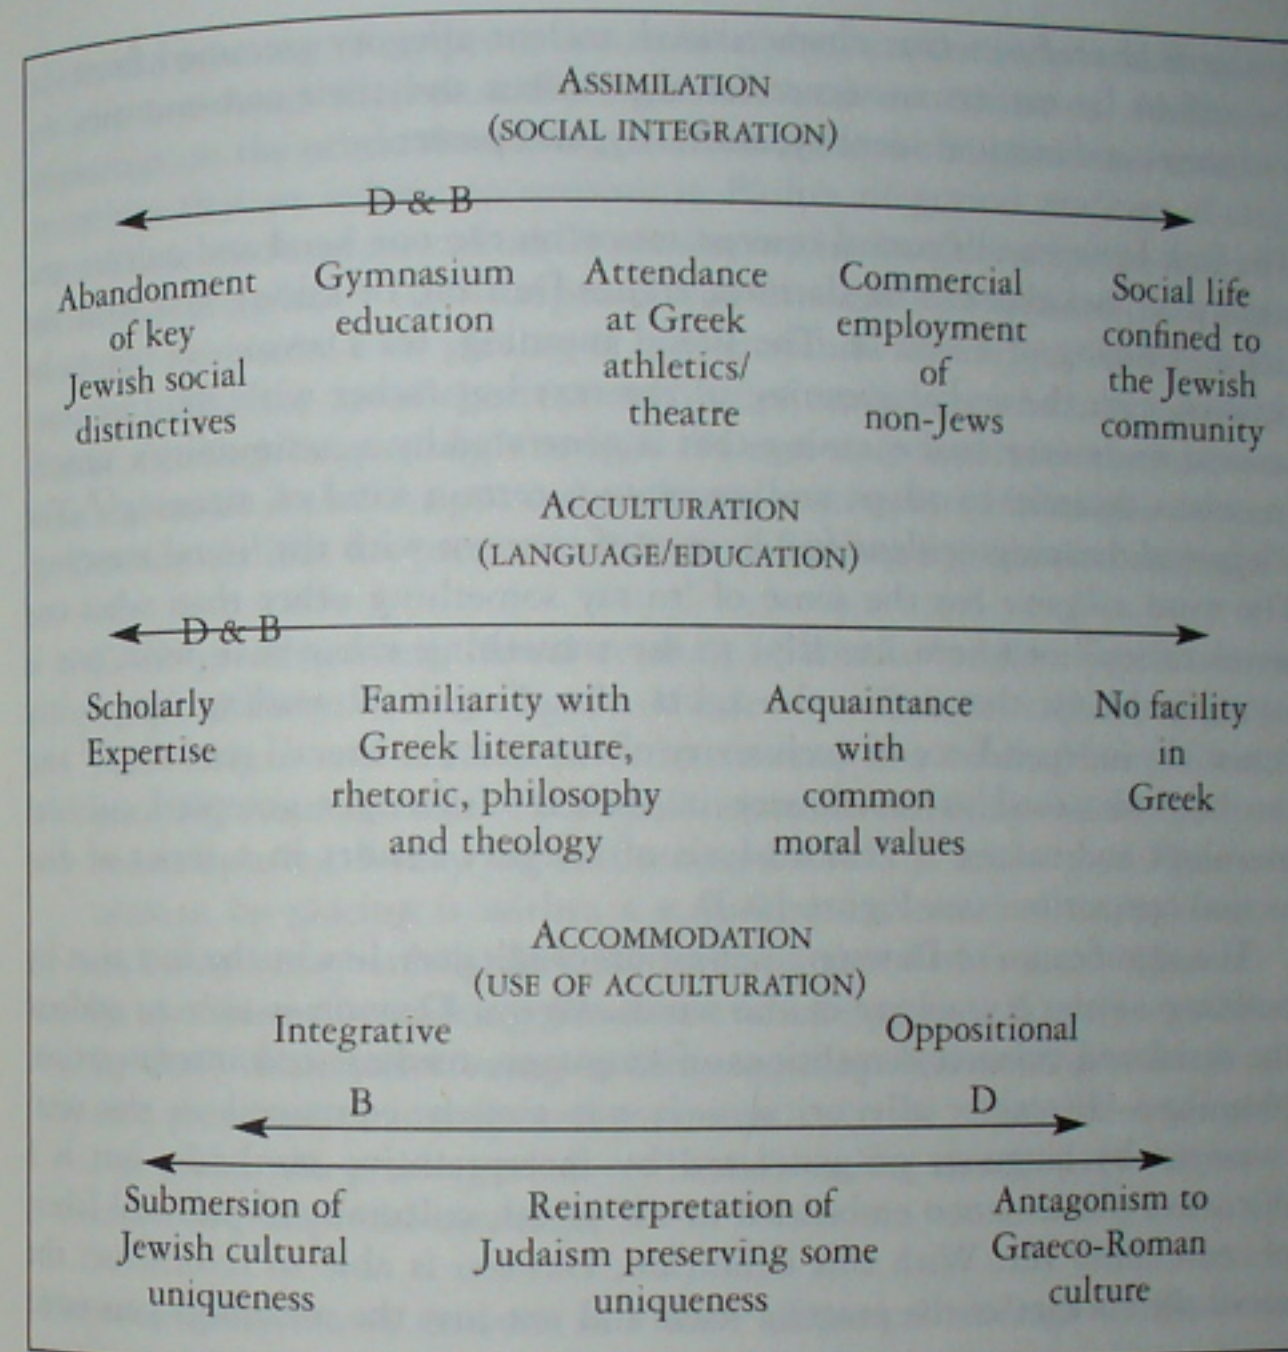 ASSIMILATION
(SOCIAL INTEGRATION)
D & B
Abandonment
of key
Jewish social
distinctives
Gymnasium
education
Attendance
at Greek
athletics/
theatre
Commercial
employment
of
non-Jews
Social life
confined to
the Jewish
community
ACCULTURATION
(LANGUAGE/EDUCATION)
D & B
Scholarly
Expertise
Familiarity with
Greek literature,
rhetoric, philosophy
and theology
Acquaintance
with
common
moral values
No facility
in
Greek
ACCOMMODATION
(USE OF ACCULTURATION)
Integrative
Oppositional
B
D
Submersion of
Jewish cultural
uniqueness
Reinterpretation of
Judaism preserving some
uniqueness
Antagonism to
Graeco-Roman
culture